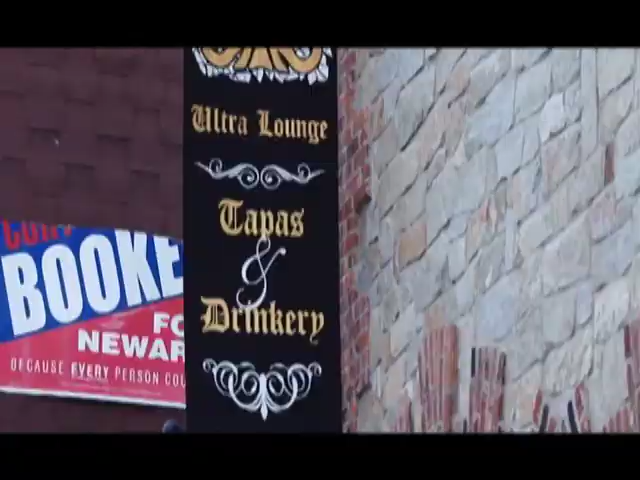 BOOKE
FO
NEWAR
BECAUSE EVERY PERSON COU
Ultra Lounge
Tapas
&
Drinkery